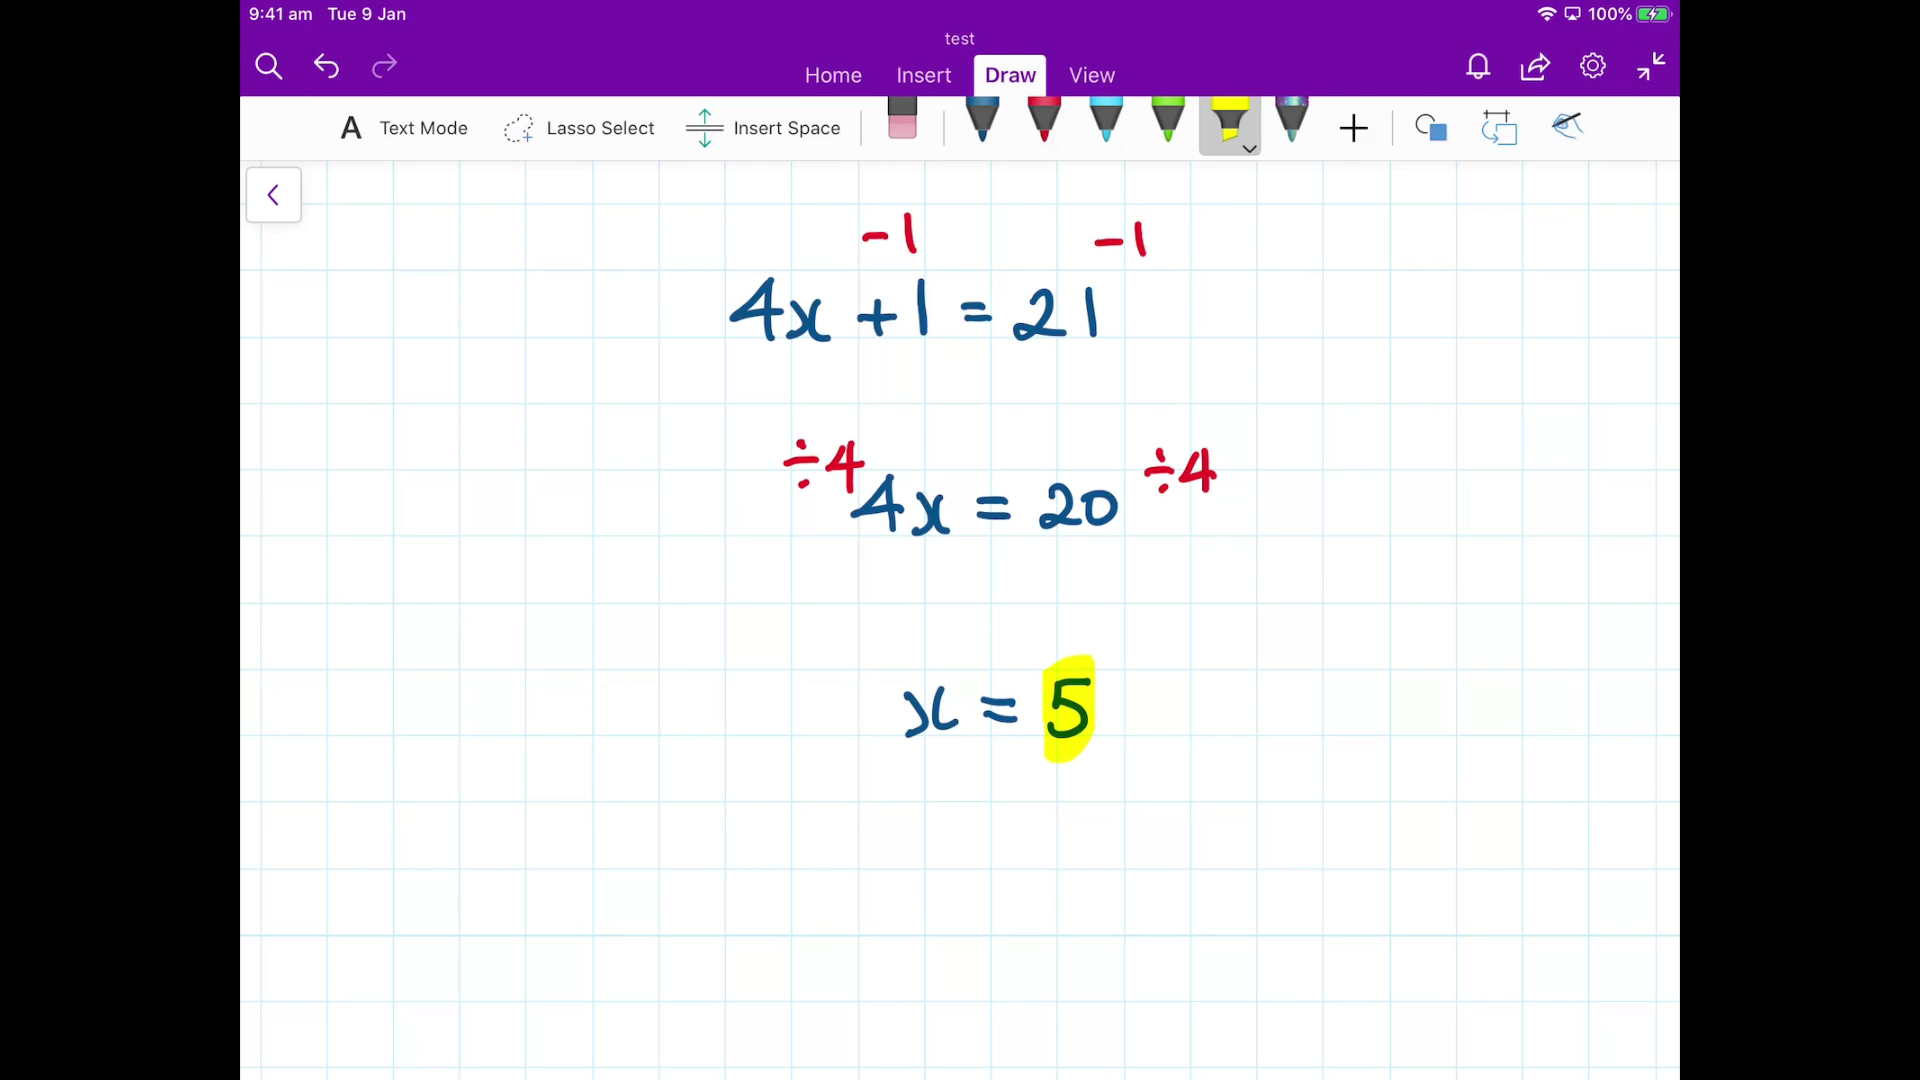 9:41 am Tue 9 Jan 100%
test
Home Insert Draw View
A Text Mode Lasso Select Insert Space
-1 -1
4x + 1 = 21
÷4 ÷4
4x = 20
x = 5